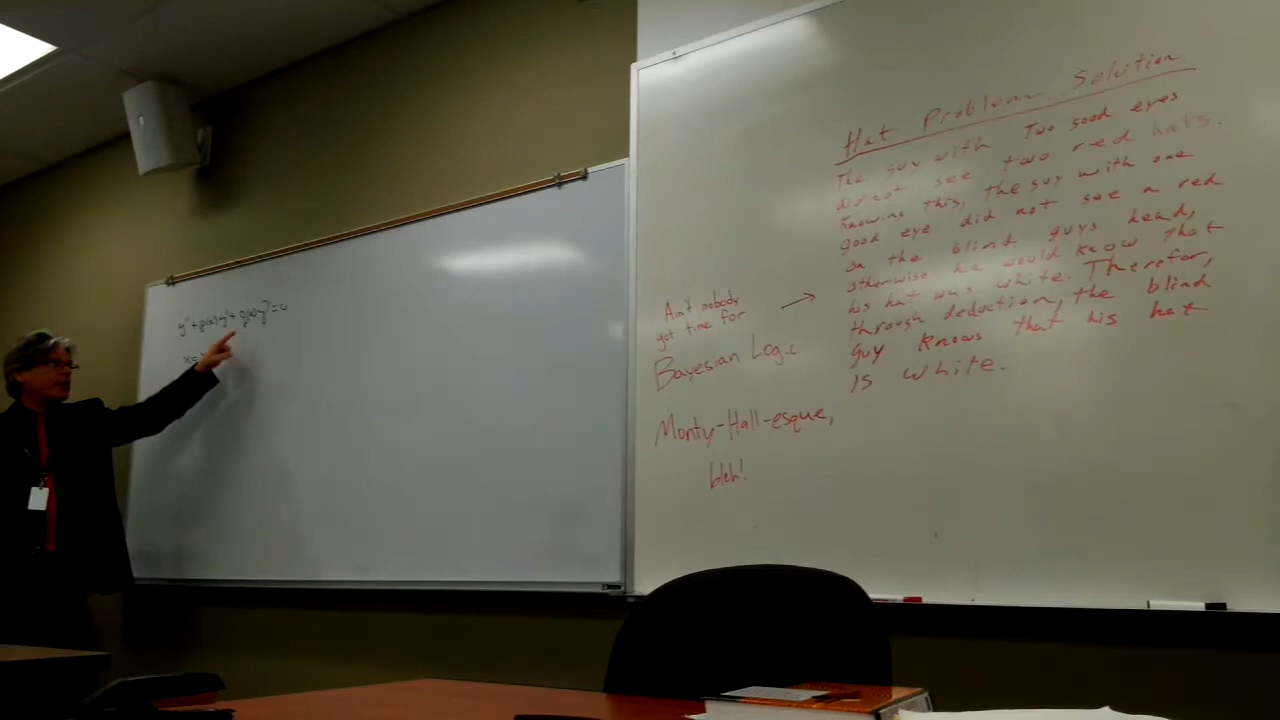 y'' + p(x)y' + q(x)y = 0
x =
Ain't nobody
got time for
Bayesian Logic
Monty-Hall-esque,
bleh!
Hat Problem Solution
The guy with Two good eyes
did not see two red hats.
Knowing this, the guy with one
good eye did not see a red
on the blind guys head,
otherwise he would know that
his hat was white. Therefor,
through deduction, the blind
guy knows that his hat
is white.